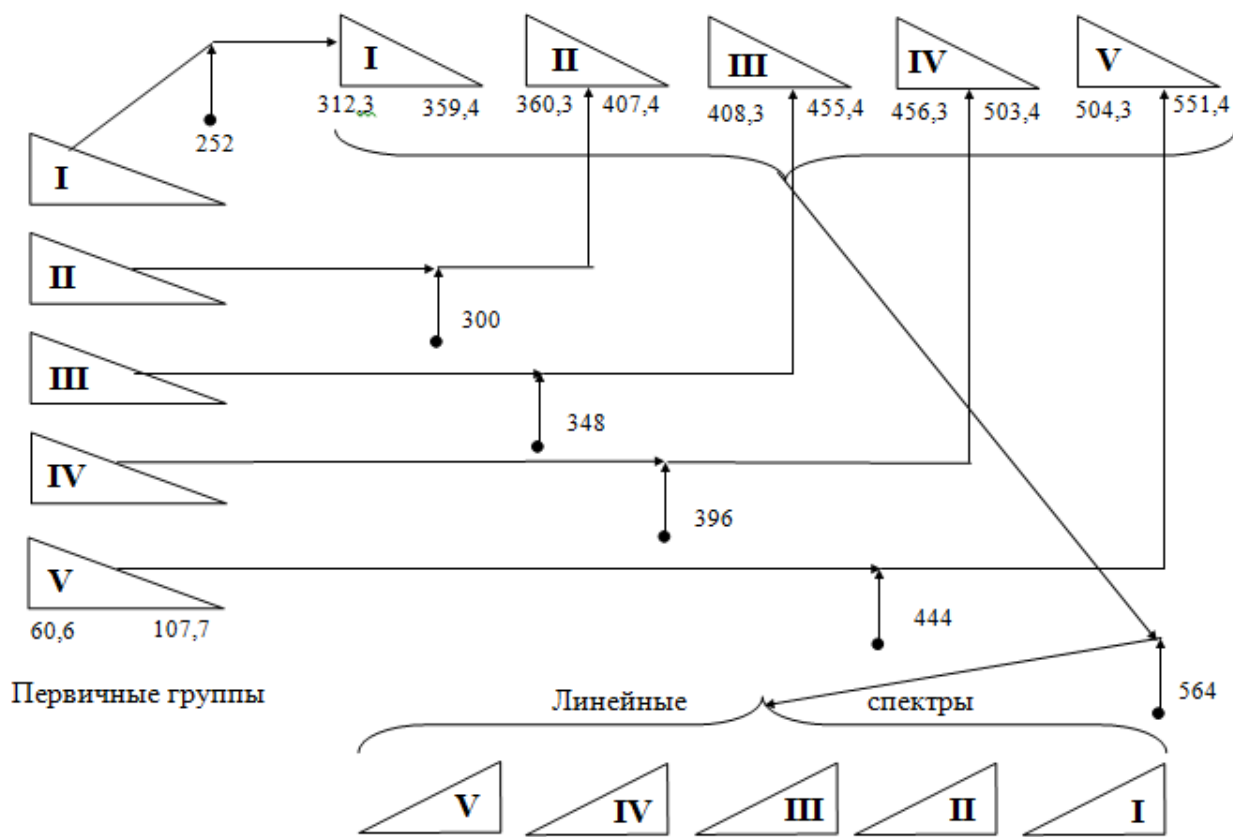 I II III IV V
312,3 359,4 360,3 407,4 408,3 455,4 456,3 503,4 504,3 551,4
252
I
II
300
III
348
IV
396
V
60,6 107,7
444
Первичные группы
Линейные спектры
564
V IV III II I